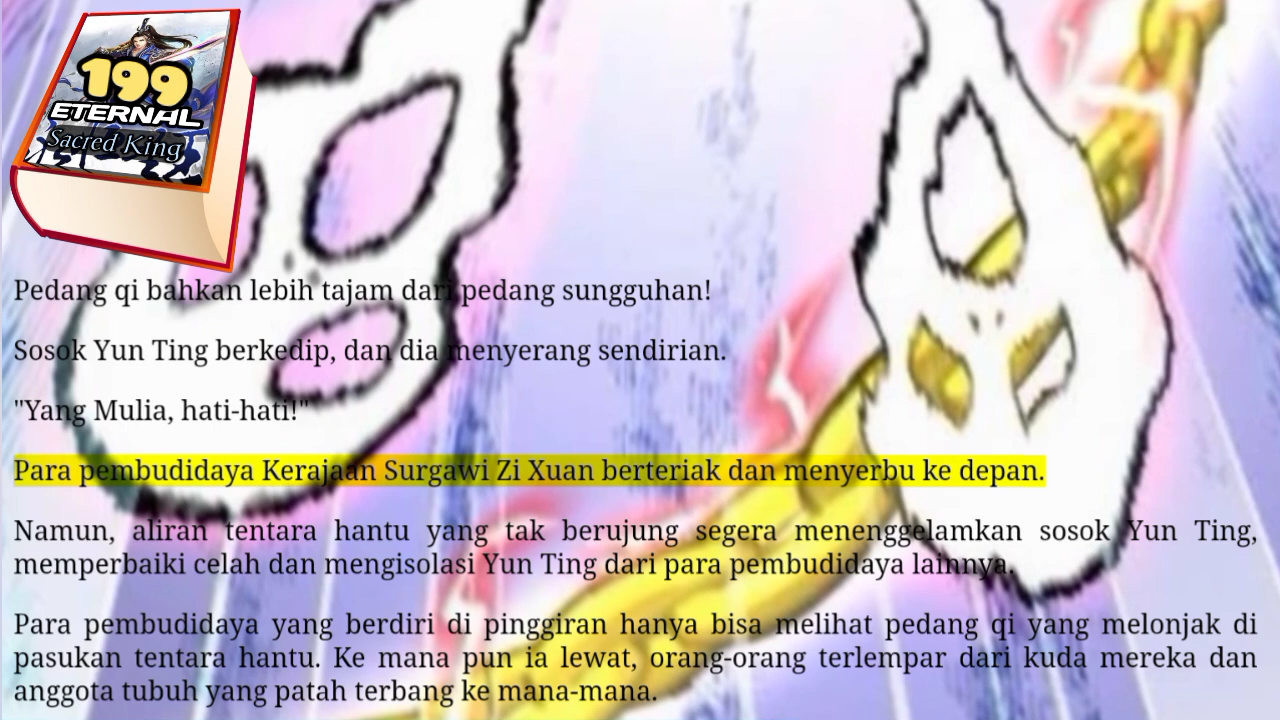 199
ETERNAL
Sacred King
Pedang qi bahkan lebih tajam dari pedang sungguhan!
Sosok Yun Ting berkedip, dan dia menyerang sendirian.
"Yang Mulia, hati-hati!"
Para pembudidaya Kerajaan Surgawi Zi Xuan berteriak dan menyerbu ke depan.
Namun, aliran tentara hantu yang tak berujung segera menenggelamkan sosok Yun Ting,
memperbaiki celah dan mengisolasi Yun Ting dari para pembudidaya lainnya.
Para pembudidaya yang berdiri di pinggiran hanya bisa melihat pedang qi yang melonjak di
pasukan tentara hantu. Ke mana pun ia lewat, orang-orang terlempar dari kuda mereka dan
anggota tubuh yang patah terbang ke mana-mana.